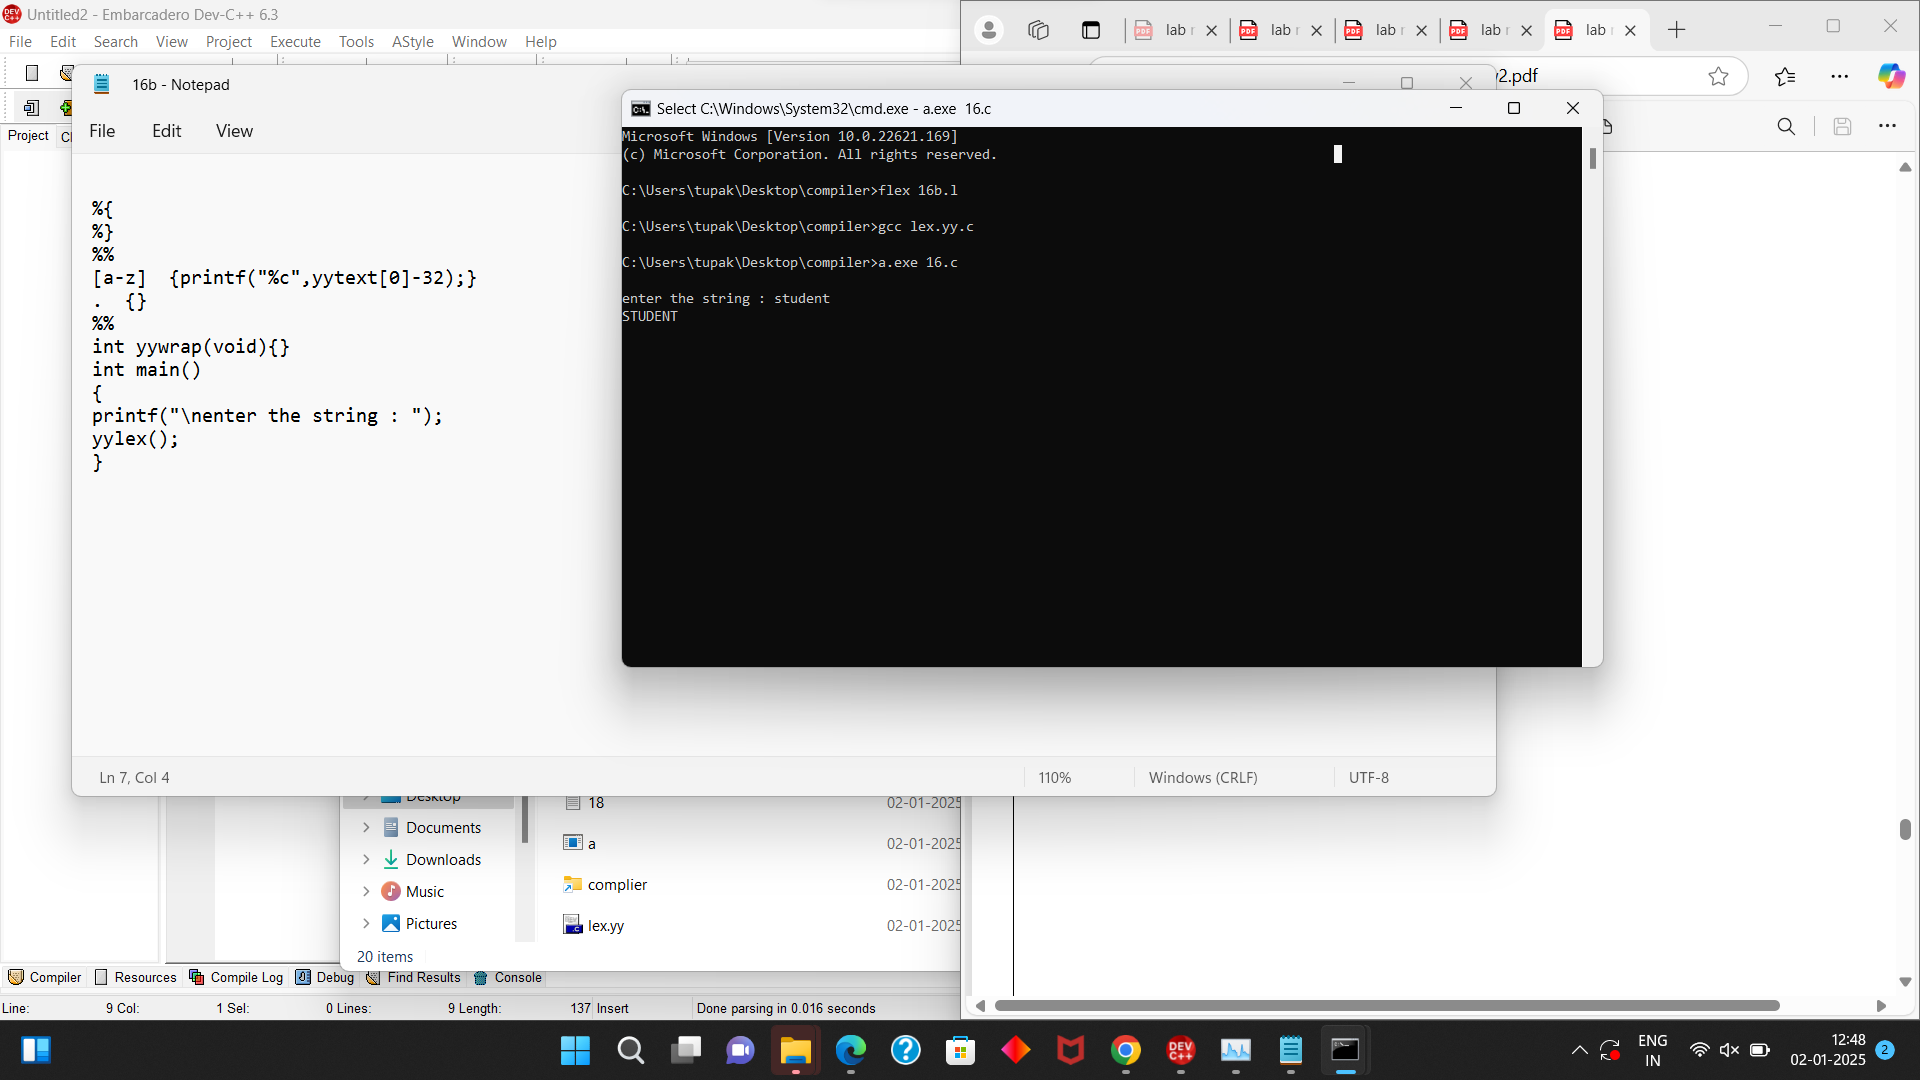 Untitled2 - Embarcadero Dev-C++ 6.3
File Edit Search View Project Execute Tools AStyle Window Help
Project
16b - Notepad
File Edit View
%{
%}
%%
[a-z]  {printf("%c",yytext[0]-32);}
.  {}
%%
int yywrap(void){}
int main()
{
printf("\nenter the string : ");
yylex();
}
Ln 7, Col 4
110%
Windows (CRLF)
UTF-8
Select C:\Windows\System32\cmd.exe - a.exe  16.c
Microsoft Windows [Version 10.0.22621.169]
(c) Microsoft Corporation. All rights reserved.
C:\Users\tupak\Desktop\compiler>flex 16b.l
C:\Users\tupak\Desktop\compiler>gcc lex.yy.c
C:\Users\tupak\Desktop\compiler>a.exe 16.c
enter the string : student
STUDENT
lab
lab
lab
lab
lab
2.pdf
Desktop
Documents
Downloads
Music
Pictures
18 02-01-2025
a 02-01-2025
complier 02-01-2025
lex.yy 02-01-2025
20 items
Compiler Resources Compile Log Debug Find Results Console
Line: 9 Col: 1 Sel: 0 Lines: 9 Length: 137 Insert Done parsing in 0.016 seconds
DEV C++
ENG
IN
12:48
02-01-2025
2